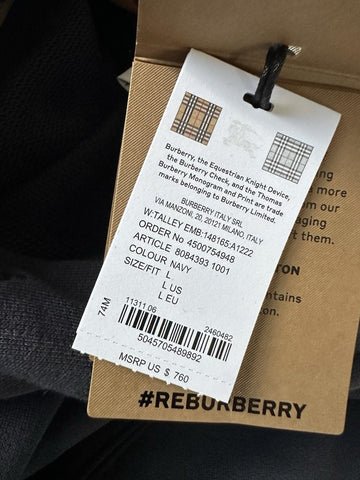 Burberry, the Equestrian Knight Device,
the Burberry Check, and the Thomas
Burberry Monogram and Print are trade
marks belonging to Burberry Limited.
BURBERRY ITALY SRL
VIA MANZONI, 20, 20121 MILANO, ITALY
W:TALLEY EMB:148165:A1222
ORDER No 4500754948
ARTICLE 8084393 1001
COLOUR NAVY
SIZE/FIT L
L US
L EU
74M
11311.06
2460482
5045705489892
MSRP US $ 760
more
om our
aging
t them.
TON
ntains
on.
#REBURBERRY